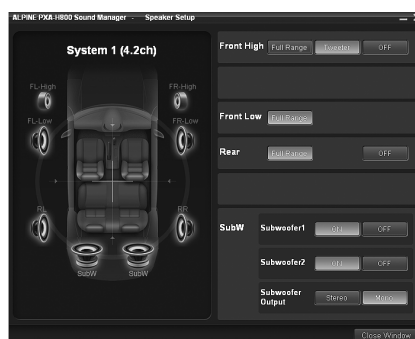 ALPINE PXA-H800 Sound Manager - Speaker Setup
System 1 (4.2ch)
FL-High
FR-High
FL-Low
FR-Low
RL
RR
SubW
SubW
Front High
Full Range
Tweeter
OFF
Front Low
Full Range
Rear
Full Range
OFF
SubW
Subwoofer1
ON
OFF
Subwoofer2
ON
OFF
Subwoofer
Output
Stereo
Mono
Close Window